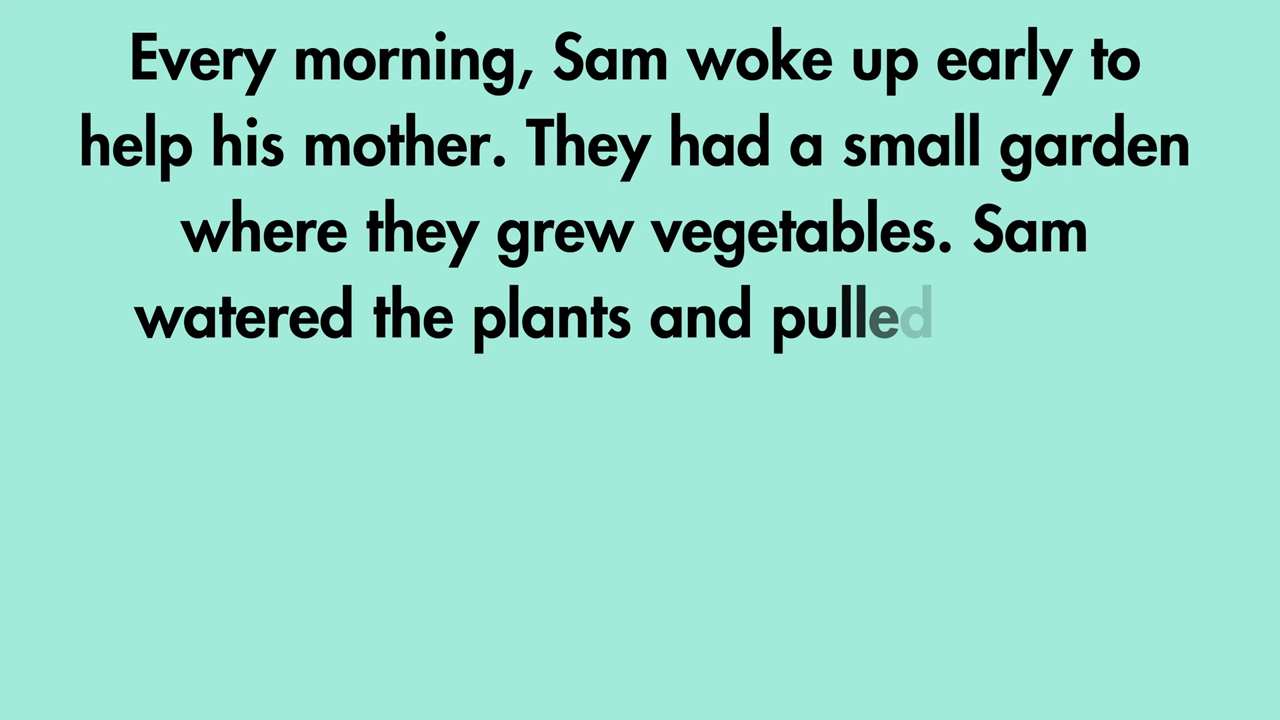 Every morning, Sam woke up early to
help his mother. They had a small garden
where they grew vegetables. Sam
watered the plants and pulled